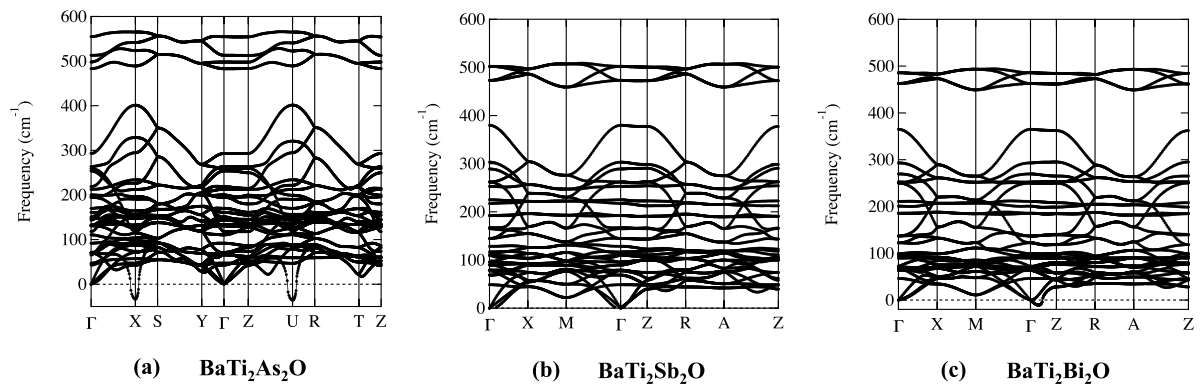 600
500
400
300
200
100
0
Frequency (cm⁻¹)
Γ X S Y Γ Z U R T Z
(a) BaTi₂As₂O
600
500
400
300
200
100
0
Frequency (cm⁻¹)
Γ X M Γ Z R A Z
(b) BaTi₂Sb₂O
600
500
400
300
200
100
0
Frequency (cm⁻¹)
Γ X M Γ Z R A Z
(c) BaTi₂Bi₂O